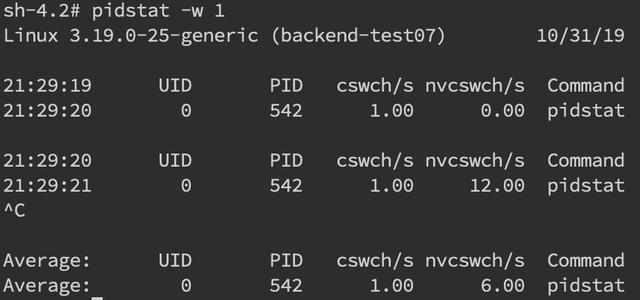 sh-4.2# pidstat -w 1
Linux 3.19.0-25-generic (backend-test07) 10/31/19
21:29:19 UID PID cswch/s nvcswch/s Command
21:29:20 0 542 1.00 0.00 pidstat
21:29:20 UID PID cswch/s nvcswch/s Command
21:29:21 0 542 1.00 12.00 pidstat
^C
Average: UID PID cswch/s nvcswch/s Command
Average: 0 542 1.00 6.00 pidstat